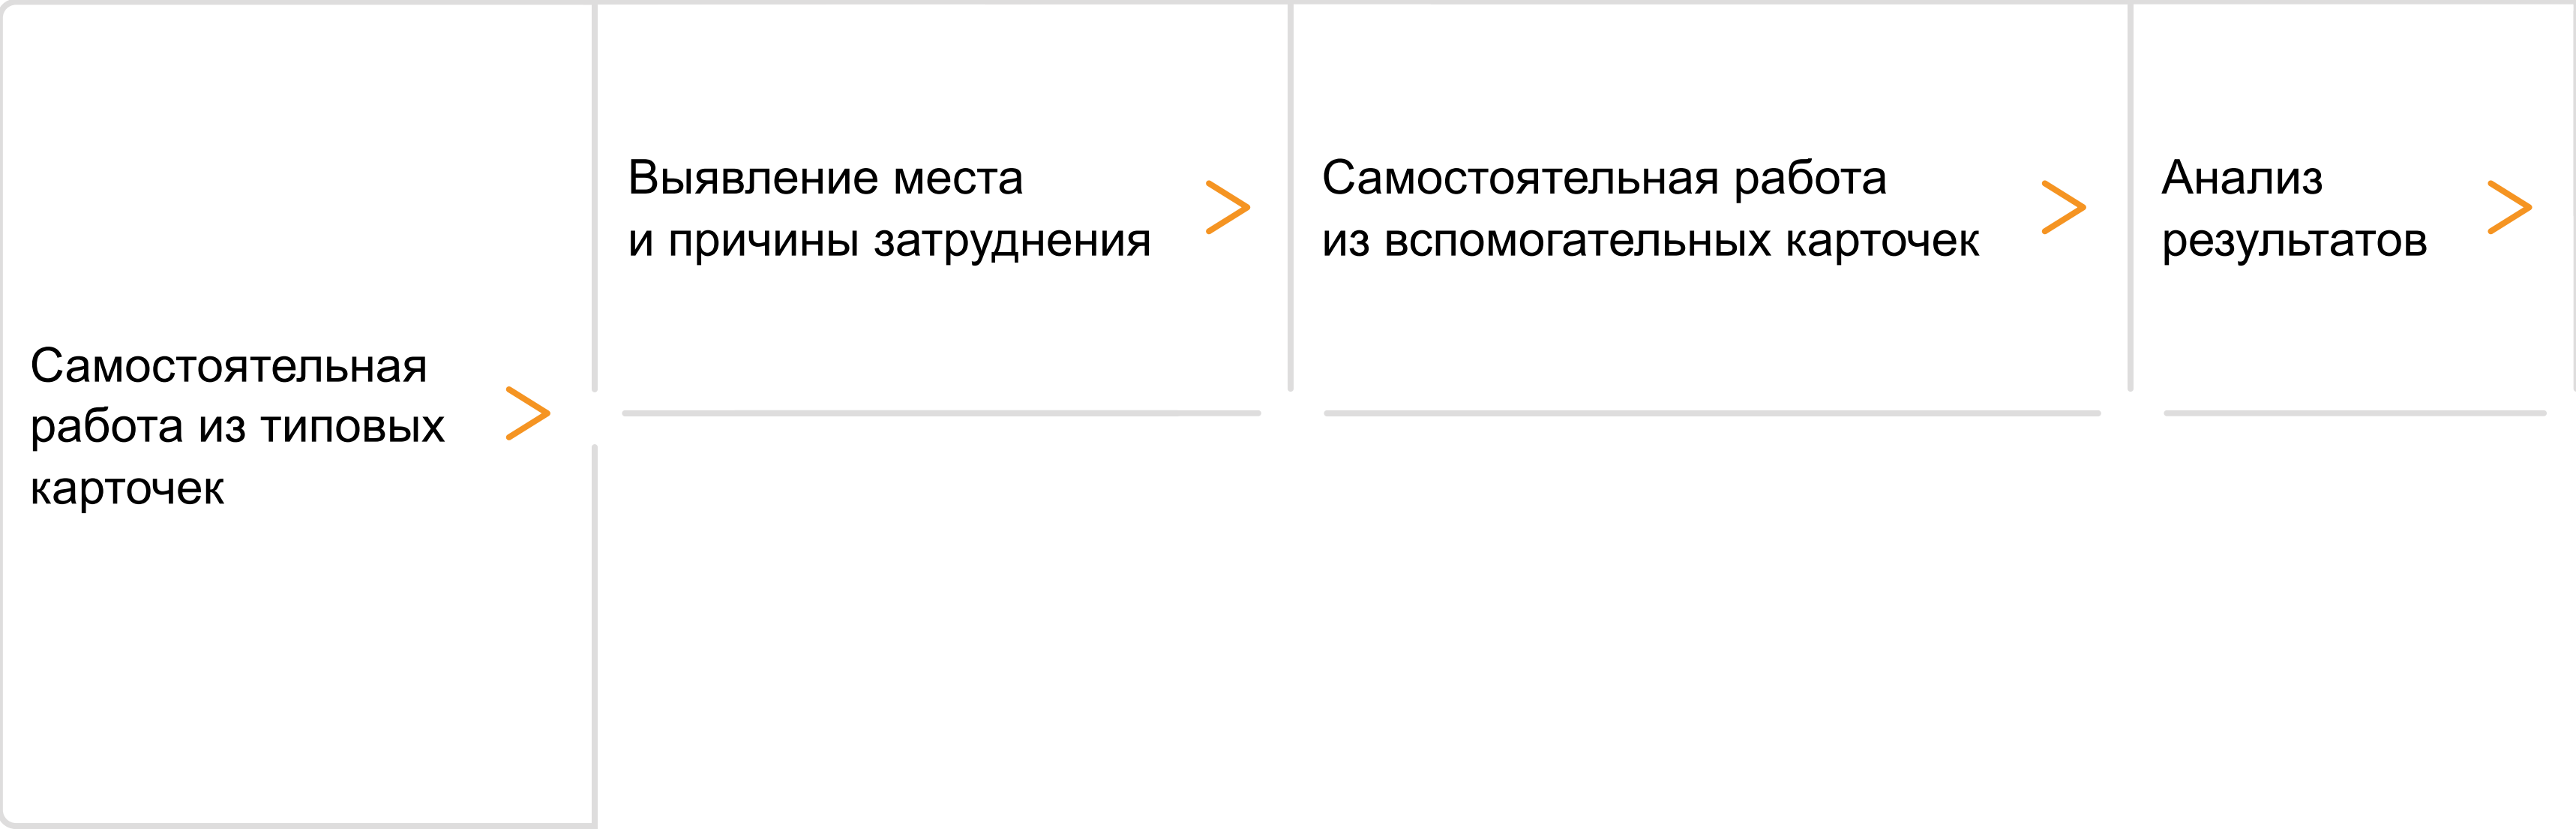 Самостоятельная
работа из типовых
карточек
Выявление места
и причины затруднения
Самостоятельная работа
из вспомогательных карточек
Анализ
результатов